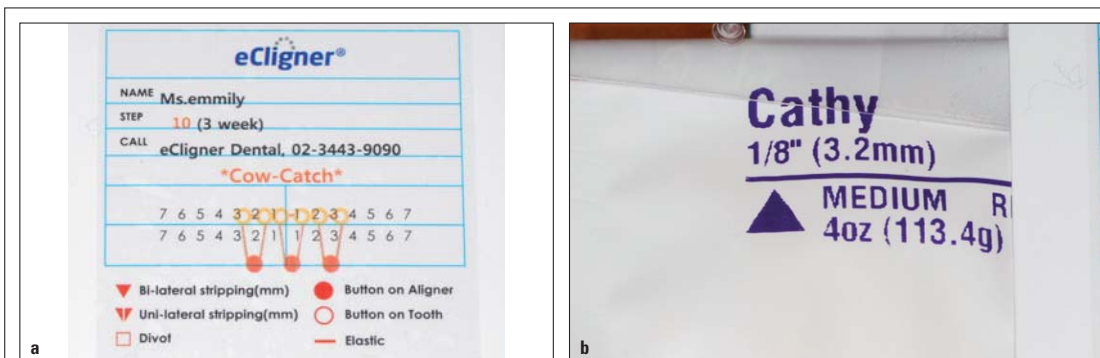 eCligner®
NAME Ms.emmily
STEP 10 (3 week)
CALL eCligner Dental, 02-3443-9090
*Cow-Catch*
7 6 5 4 3 2 1 1 2 3 4 5 6 7
7 6 5 4 3 2 1 1 2 3 4 5 6 7
Bi-lateral stripping(mm) Button on Aligner
Uni-lateral stripping(mm) Button on Tooth
Divot Elastic
a
Cathy
1/8" (3.2mm)
MEDIUM
4oz (113.4g)
b